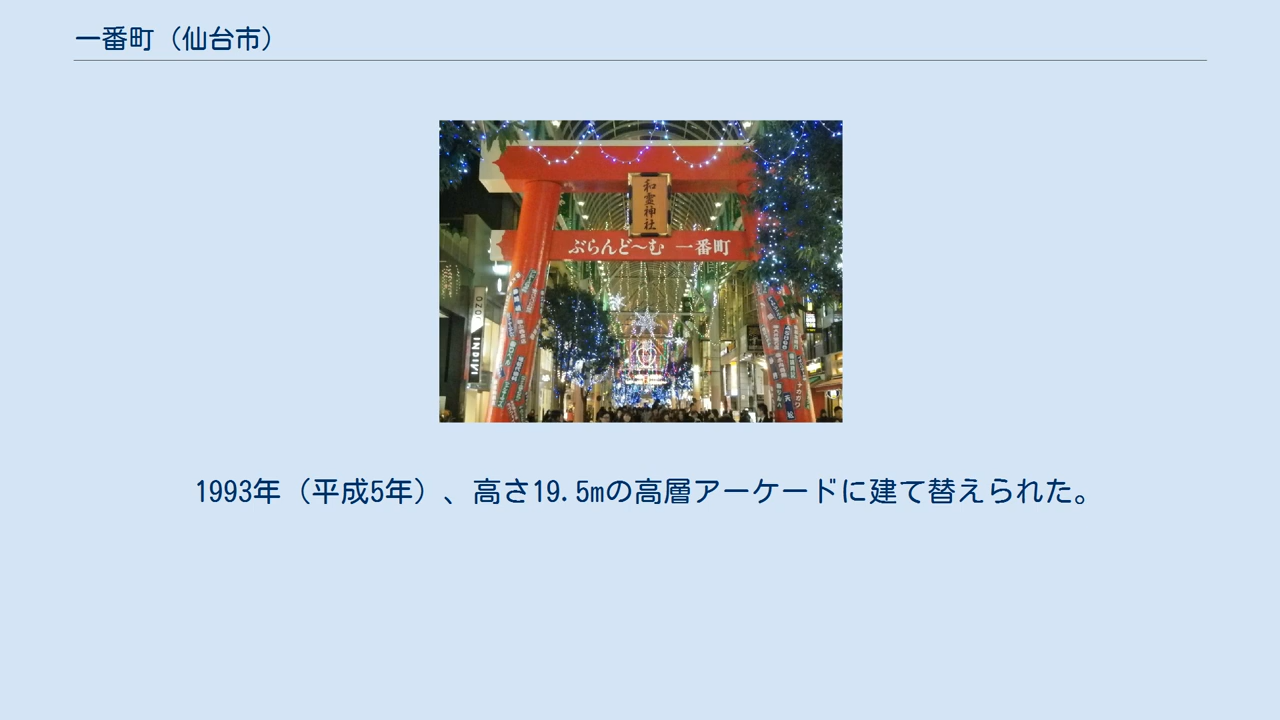 一番町（仙台市）
和霊神社
ぶらんど～む 一番町
1993年（平成5年）、高さ19.5mの高層アーケードに建て替えられた。